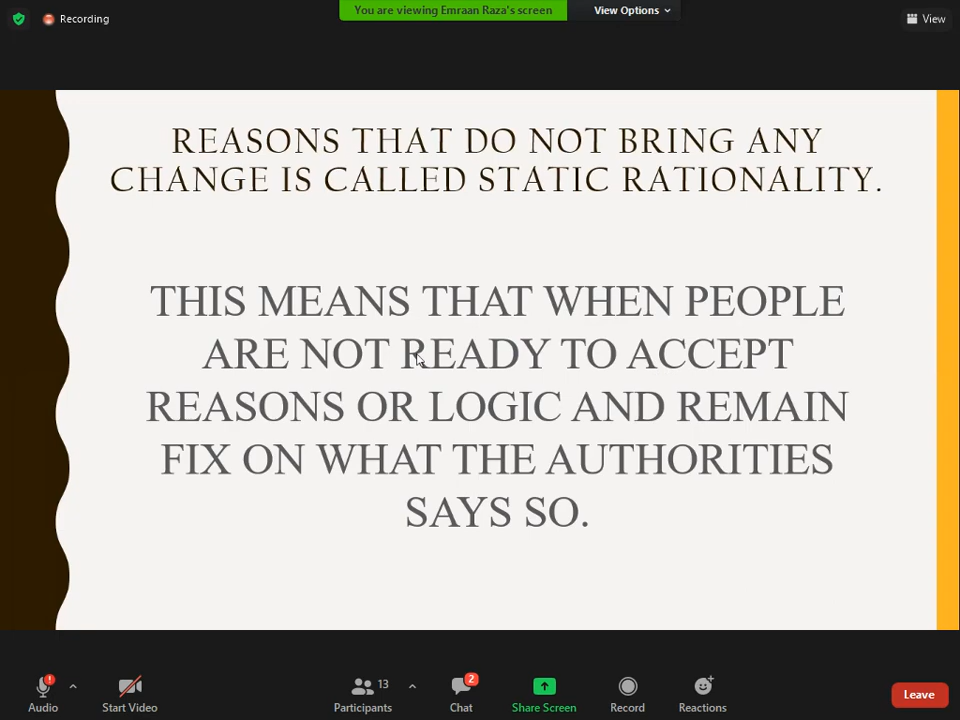 Recording
You are viewing Emraan Raza's screen
View Options
View
REASONS THAT DO NOT BRING ANY
CHANGE IS CALLED STATIC RATIONALITY.
THIS MEANS THAT WHEN PEOPLE
ARE NOT READY TO ACCEPT
REASONS OR LOGIC AND REMAIN
FIX ON WHAT THE AUTHORITIES
SAYS SO.
Audio
Start Video
13
Participants
2
Chat
Share Screen
Record
Reactions
Leave